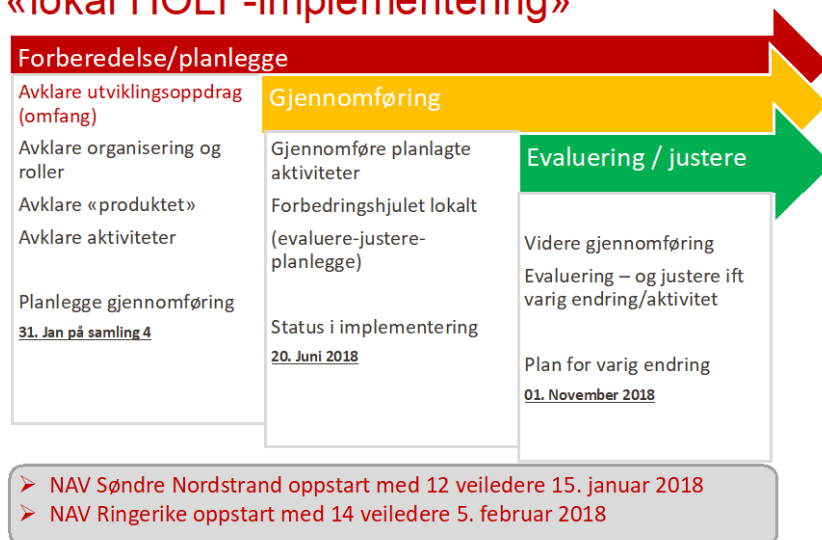 «lokal HOLF-implementering»
Forberedelse/planlegge
Avklare utviklingsoppdrag
(omfang)
Avklare organisering og
roller
Avklare «produktet»
Avklare aktiviteter
Planlegge gjennomføring
31. Jan på samling 4
Gjennomføring
Gjennomføre planlagte
aktiviteter
Forbedringshjulet lokalt
(evaluere-justere-
planlegge)
Status i implementering
20. Juni 2018
Evaluering / justere
Videre gjennomføring
Evaluering – og justere ift
varig endring/aktivitet
Plan for varig endring
01. November 2018
➢ NAV Søndre Nordstrand oppstart med 12 veiledere 15. januar 2018
➢ NAV Ringerike oppstart med 14 veiledere 5. februar 2018